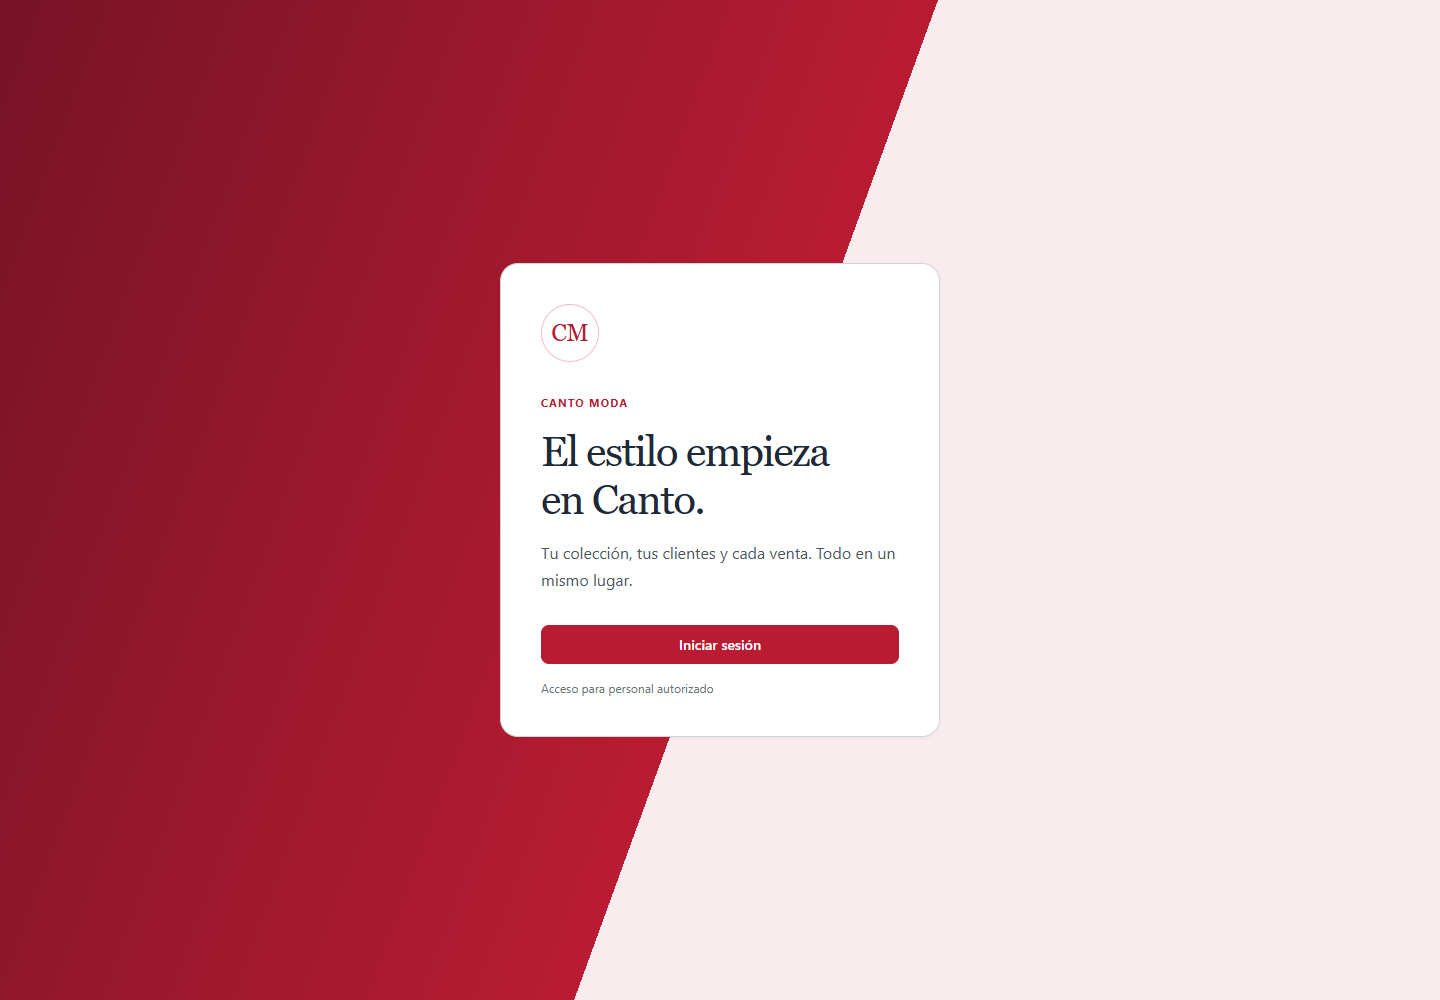 CM
CANTO MODA
El estilo empieza
en Canto.
Tu colección, tus clientes y cada venta. Todo en un
mismo lugar.
Iniciar sesión
Acceso para personal autorizado